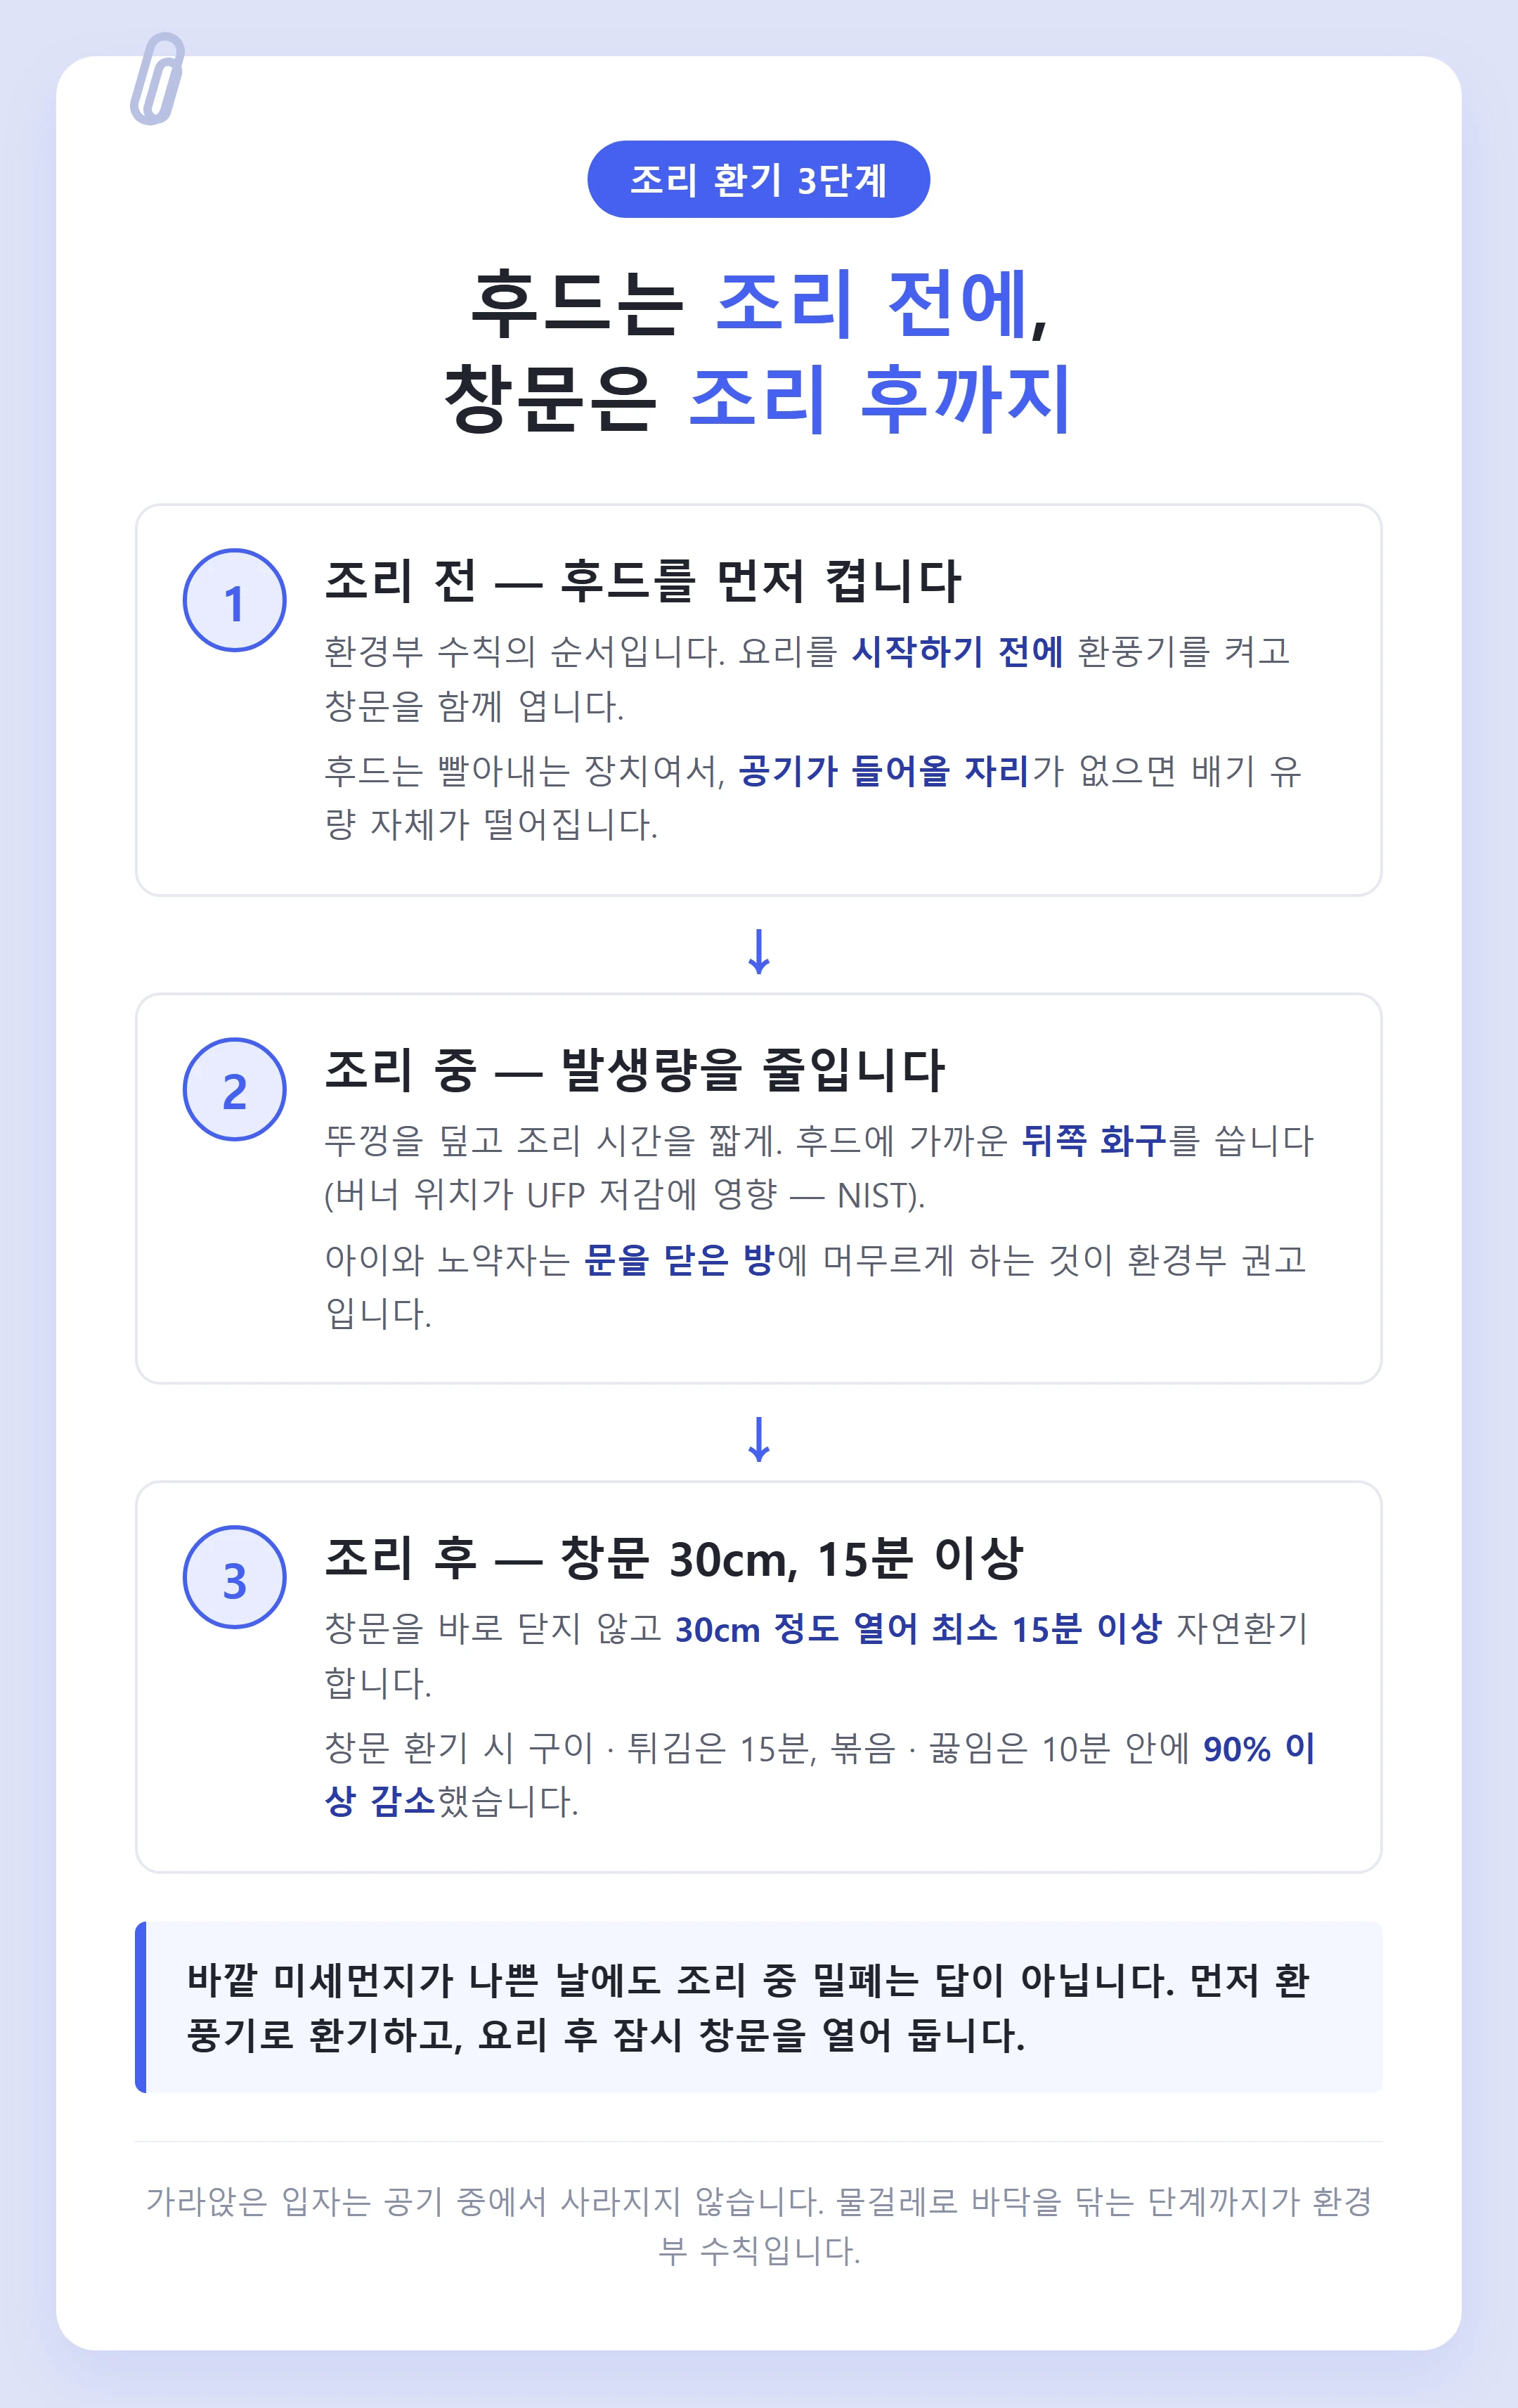 조리 환기 3단계
후드는 조리 전에,
창문은 조리 후까지
1
조리 전 — 후드를 먼저 켭니다
환경부 수칙의 순서입니다. 요리를 시작하기 전에 환풍기를 켜고
창문을 함께 엽니다.
후드는 빨아내는 장치여서, 공기가 들어올 자리가 없으면 배기 유
량 자체가 떨어집니다.
↓
2
조리 중 — 발생량을 줄입니다
뚜껑을 덮고 조리 시간을 짧게. 후드에 가까운 뒤쪽 화구를 씁니다
(버너 위치가 UFP 저감에 영향 — NIST).
아이와 노약자는 문을 닫은 방에 머무르게 하는 것이 환경부 권고
입니다.
↓
3
조리 후 — 창문 30cm, 15분 이상
창문을 바로 닫지 않고 30cm 정도 열어 최소 15분 이상 자연환기
합니다.
창문 환기 시 구이 · 튀김은 15분, 볶음 · 끓임은 10분 안에 90% 이
상 감소했습니다.
바깥 미세먼지가 나쁜 날에도 조리 중 밀폐는 답이 아닙니다. 먼저 환
풍기로 환기하고, 요리 후 잠시 창문을 열어 둡니다.
가라앉은 입자는 공기 중에서 사라지지 않습니다. 물걸레로 바닥을 닦는 단계까지가 환경
부 수칙입니다.